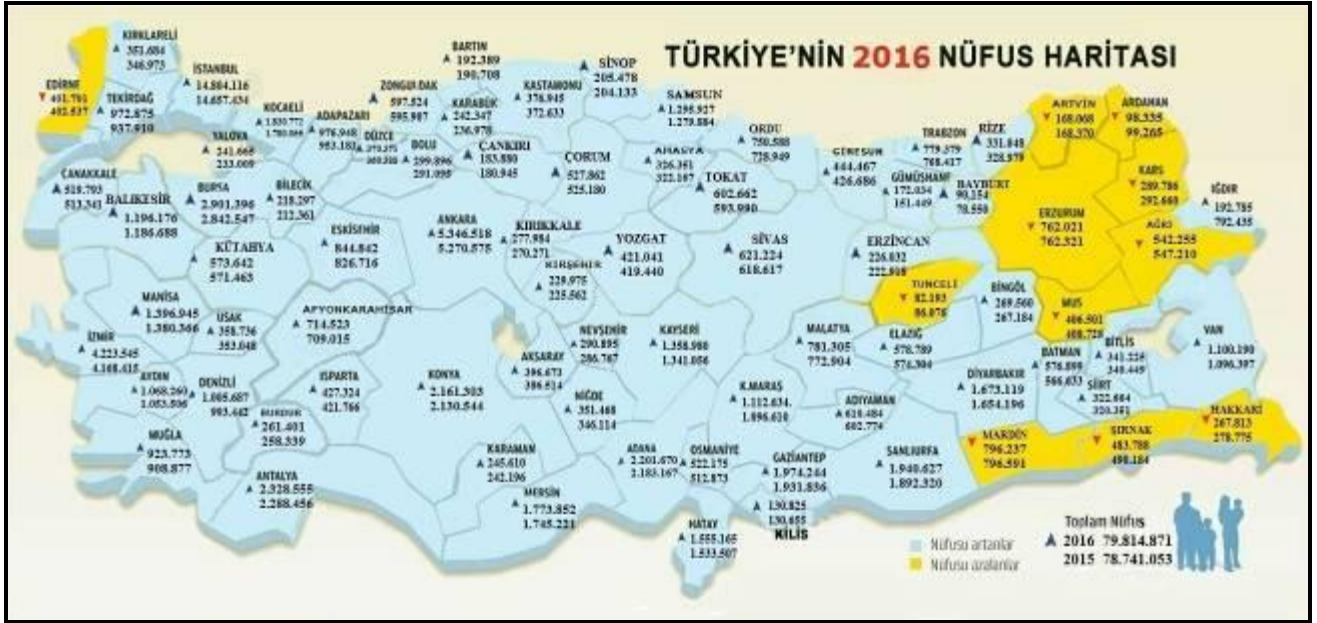 TÜRKİYE'NİN 2016 NÜFUS HARİTASI
KIRKLARELİ
351.684
346.973
EDİRNE
401.701
402.537
TEKİRDAĞ
972.875
937.910
İSTANBUL
14.804.116
14.657.434
KOCAELİ
1.830.772
YALOVA
241.665
233.009
ADAPAZARI
976.948
953.181
DÜZCE
ZONGULDAK
597.524
595.907
BARTIN
192.389
190.708
KARABÜK
242.347
236.978
BOLU
299.896
291.095
KASTAMONU
376.945
372.633
ÇANKIRI
183.880
180.945
SİNOP
205.478
204.133
ÇORUM
527.862
525.180
SAMSUN
1.295.927
1.279.884
AMASYA
326.351
322.167
TOKAT
602.662
593.990
ORDU
750.588
728.949
GİRESUN
444.467
426.686
TRABZON
779.379
768.417
GÜMÜŞHANE
172.034
151.449
RİZE
331.048
328.979
BAYBURT
90.154
78.550
ARTVİN
168.068
168.370
ARDAHAN
98.335
99.265
KARS
289.786
292.660
IĞDIR
192.785
792.435
AĞRI
542.255
547.210
ERZURUM
762.021
762.321
ERZİNCAN
226.032
222.918
ÇANAKKALE
519.793
513.341
BALIKESİR
1.196.176
1.186.688
BURSA
2.901.396
2.842.547
BİLECİK
218.297
212.361
KÜTAHYA
573.642
571.463
ESKİŞEHİR
844.842
826.716
ANKARA
5.346.518
5.270.575
KIRIKKALE
277.984
270.271
KIRŞEHİR
229.975
225.562
YOZGAT
421.041
419.440
SİVAS
621.224
618.617
TUNCELİ
82.193
86.076
BİNGÖL
269.560
267.184
MUŞ
406.501
408.728
BİTLİS
341.225
340.449
VAN
1.100.190
1.096.397
MANİSA
1.396.945
1.380.366
UŞAK
358.736
353.048
AFYONKARAHİSAR
714.523
709.015
İZMİR
4.223.545
4.168.415
AYDIN
1.068.260
1.053.506
DENİZLİ
1.005.687
993.442
ISPARTA
427.324
421.766
BURDUR
261.401
258.339
MUĞLA
923.773
908.877
ANTALYA
2.328.555
2.288.456
KONYA
2.161.303
2.130.544
AKSARAY
396.673
386.514
NEVŞEHİR
290.895
286.767
KAYSERİ
1.358.980
1.341.056
NİĞDE
351.468
346.114
KARAMAN
245.610
242.196
MERSİN
1.773.852
1.745.221
ADANA
2.201.670
2.183.167
OSMANİYE
522.175
512.873
K.MARAŞ
1.112.634
1.096.610
MALATYA
781.305
772.904
ELAZIĞ
578.789
574.304
ADIYAMAN
610.484
602.774
GAZİANTEP
1.974.244
1.931.836
130.825
130.655
KİLİS
HATAY
1.555.165
1.533.507
ŞANLIURFA
1.940.627
1.892.320
DİYARBAKIR
1.673.119
1.654.196
BATMAN
576.899
566.633
SİİRT
322.664
320.351
MARDİN
796.237
796.591
ŞIRNAK
483.788
490.184
HAKKARİ
267.813
278.775
Nüfusu artanlar
Nüfusu azalanlar
Toplam Nüfus
2016 79.814.871
2015 78.741.053